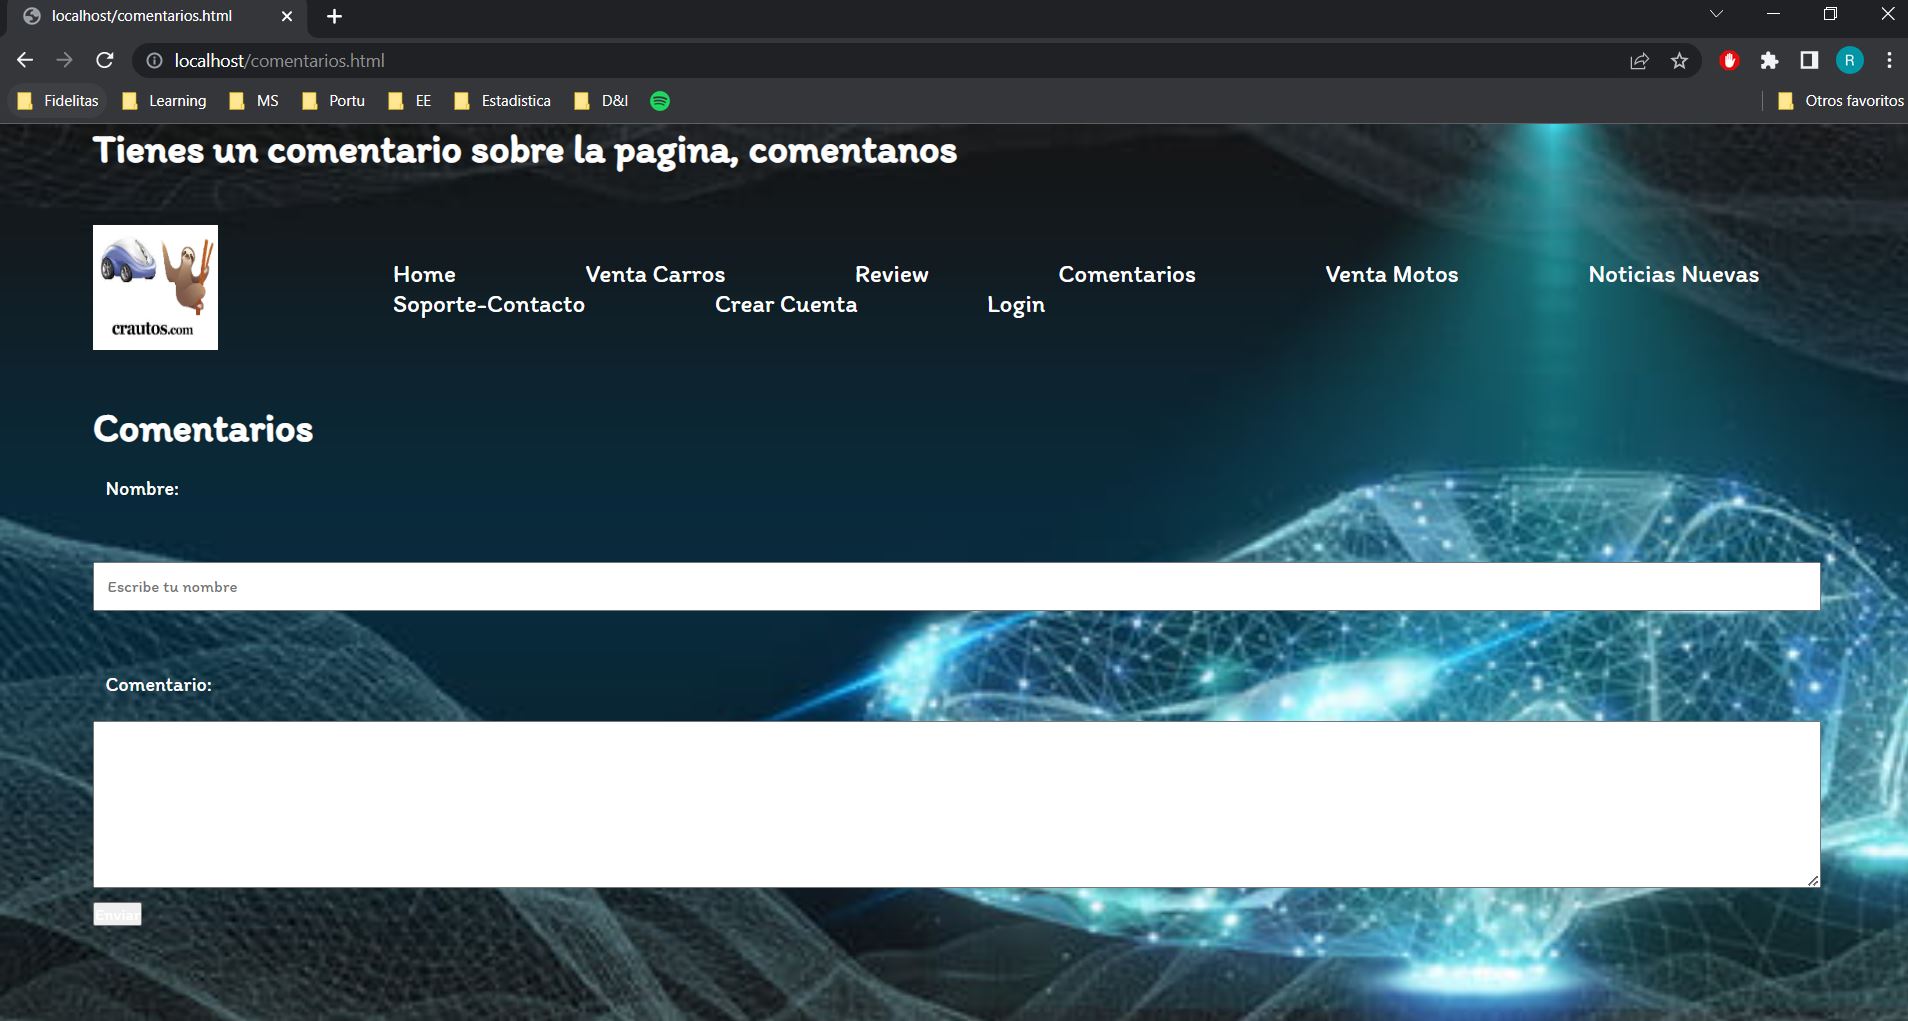 localhost/comentarios.html
localhost/comentarios.html
R
Fidelitas Learning MS Portu EE Estadistica D&I Otros favoritos
Tienes un comentario sobre la pagina, comentanos
crautos.com
Home Venta Carros Review Comentarios Venta Motos Noticias Nuevas
Soporte-Contacto Crear Cuenta Login
Comentarios
Nombre:
Escribe tu nombre
Comentario:
Enviar